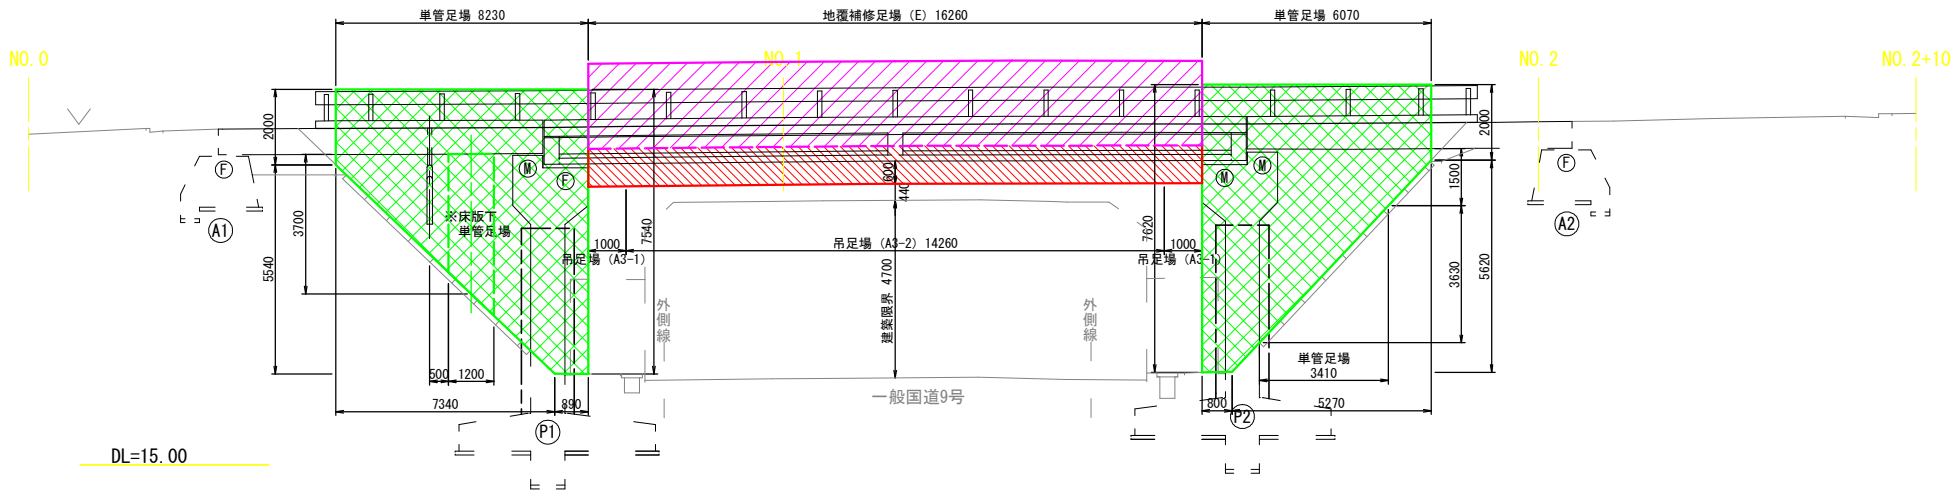 単管足場 8230
地覆補修足場 (E) 16260
単管足場 6070
NO.0
NO.1
NO.2
NO.2+10
2000
F
A1
3700
5540
※床版下
単管足場
M
F
600
440
7540
1000
吊足場 (A3-1)
吊足場 (A3-2) 14260
1000
吊足場 (A3-1)
7620
M
M
2000
1500
3630
5620
F
A2
外側線
建築限界 4700
外側線
500
1200
7340
890
P1
一般国道9号
単管足場
3410
800
5270
P2
DL=15.00